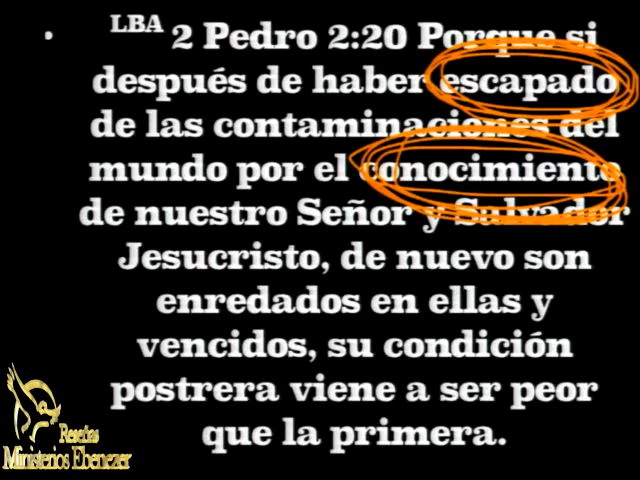 • LBA 2 Pedro 2:20 Porque si
después de haber escapado
de las contaminaciones del
mundo por el conocimiento
de nuestro Señor y Salvador
Jesucristo, de nuevo son
enredados en ellas y
vencidos, su condición
postrera viene a ser peor
que la primera.
Reseñas
Ministerios Ebenezer